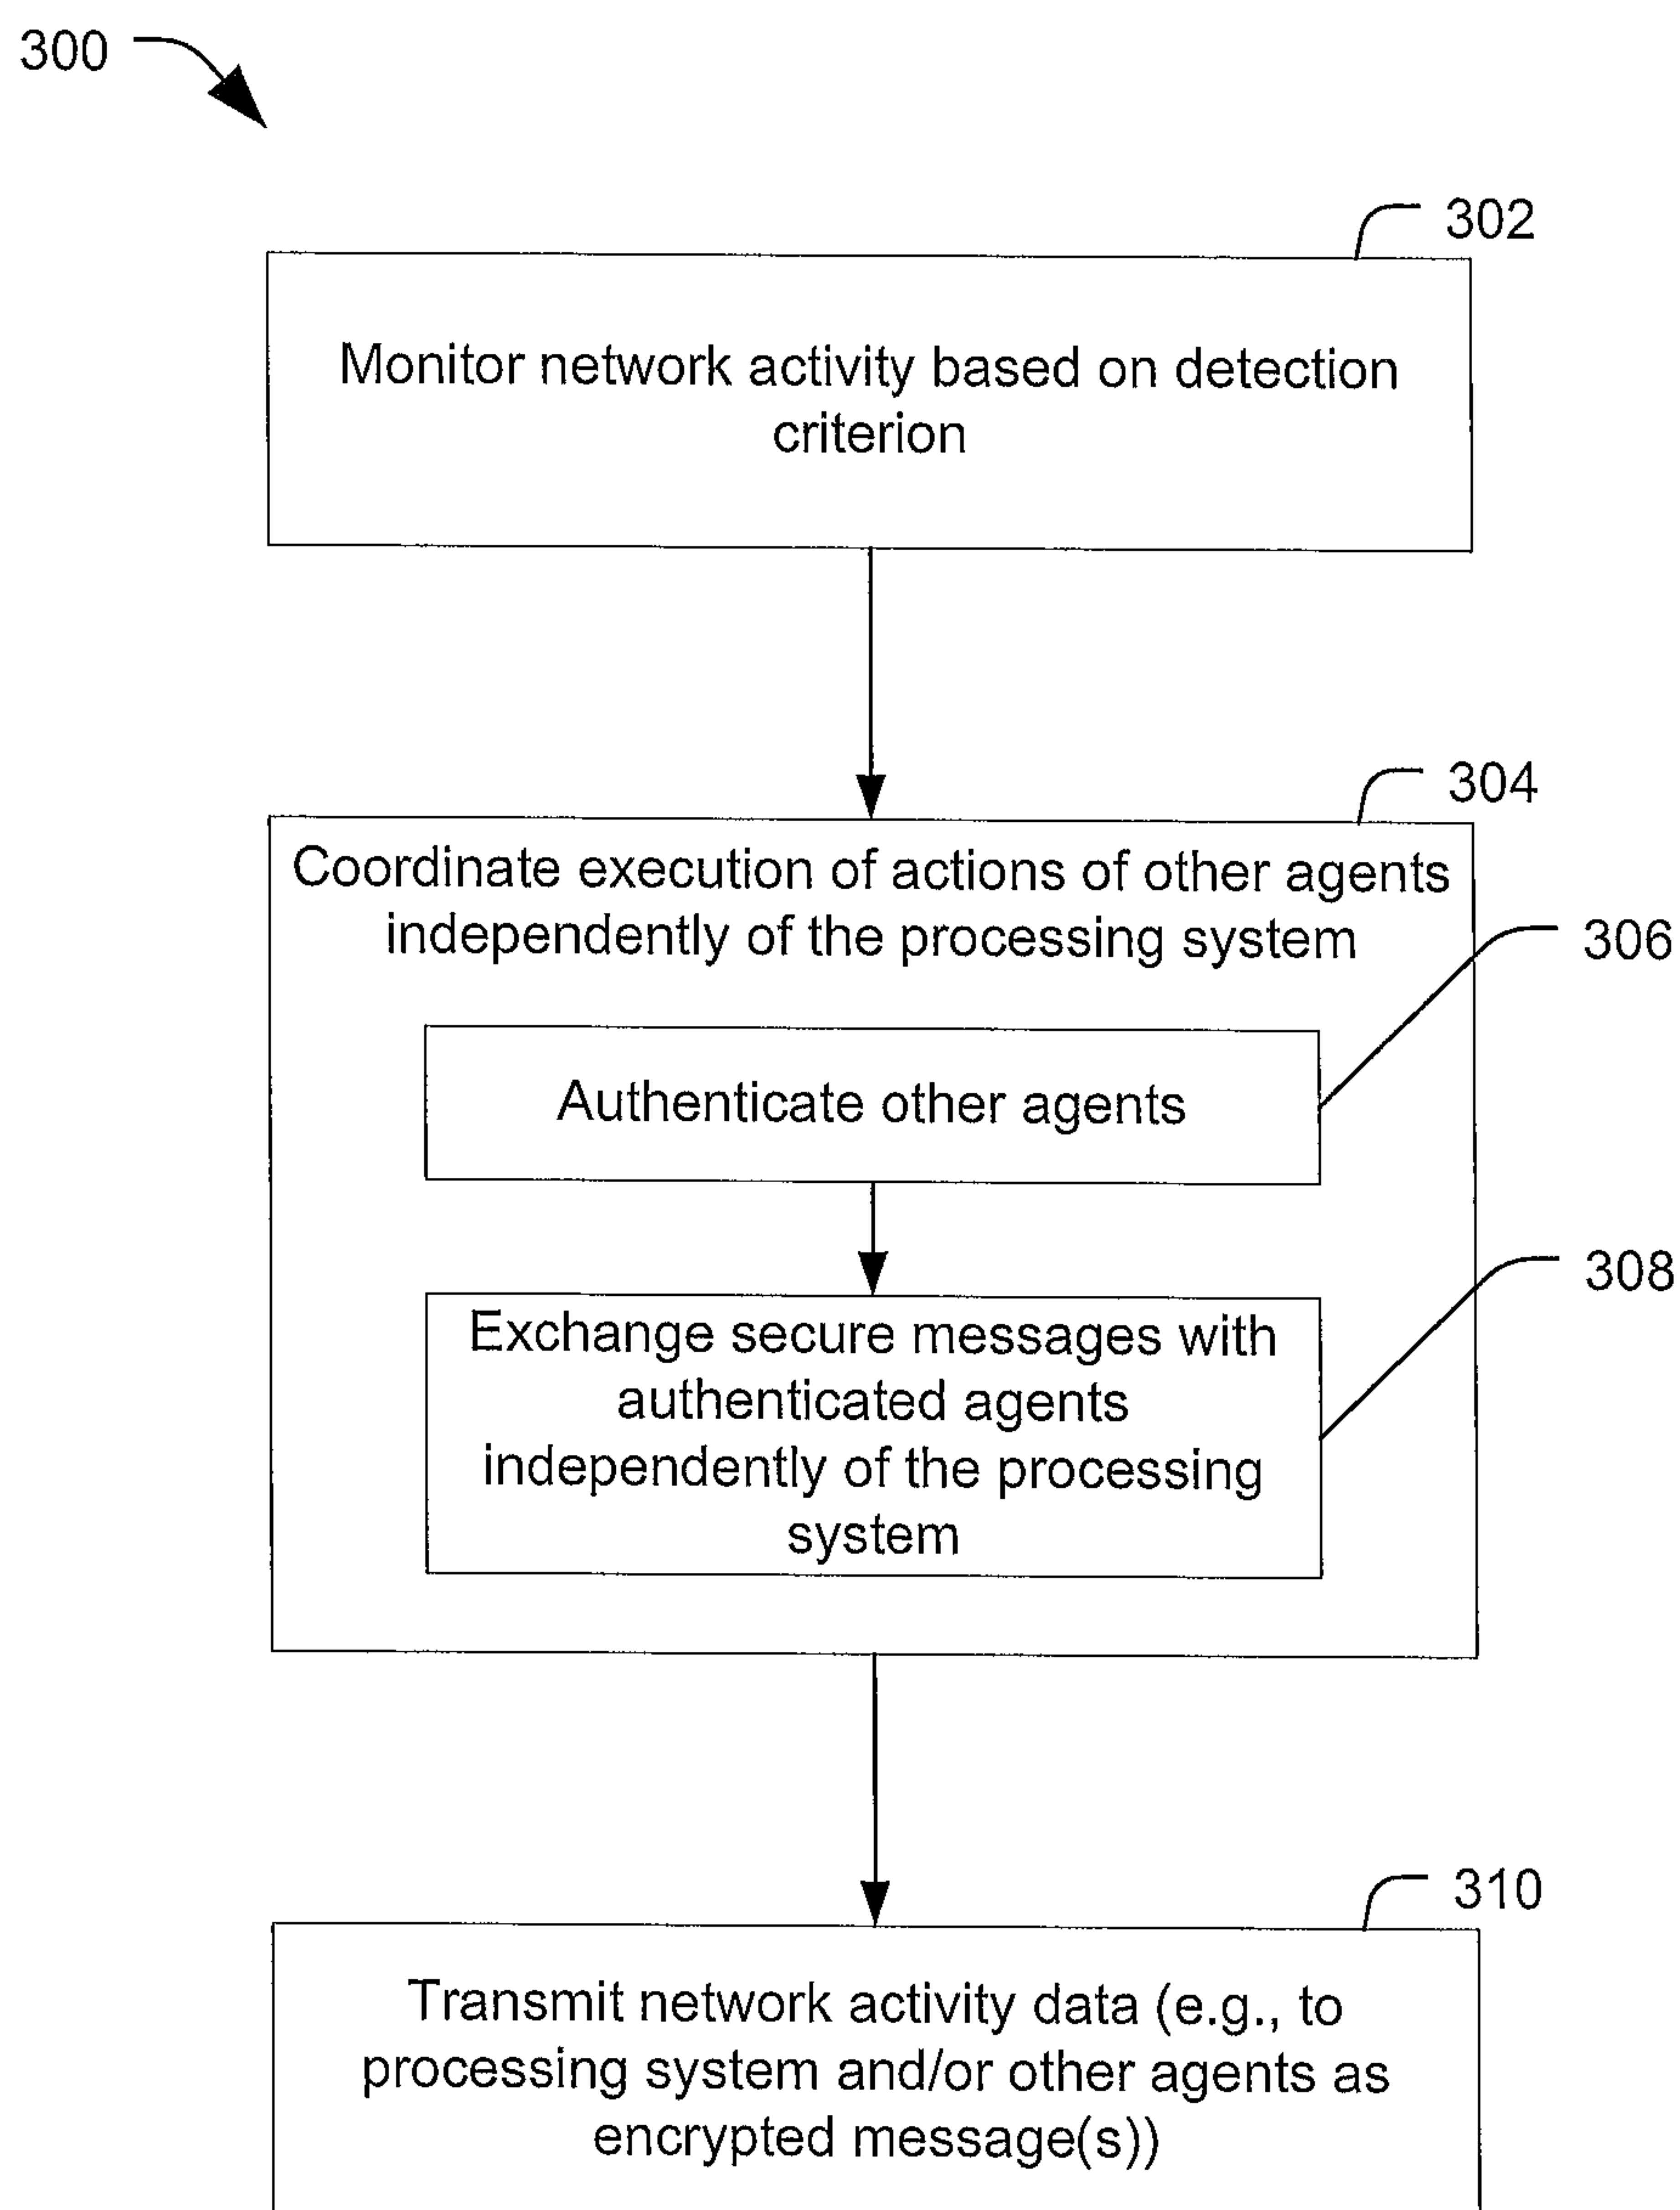 300
302
Monitor network activity based on detection
criterion
304
Coordinate execution of actions of other agents
independently of the processing system
306
Authenticate other agents
308
Exchange secure messages with
authenticated agents
independently of the processing
system
310
Transmit network activity data (e.g., to
processing system and/or other agents as
encrypted message(s))